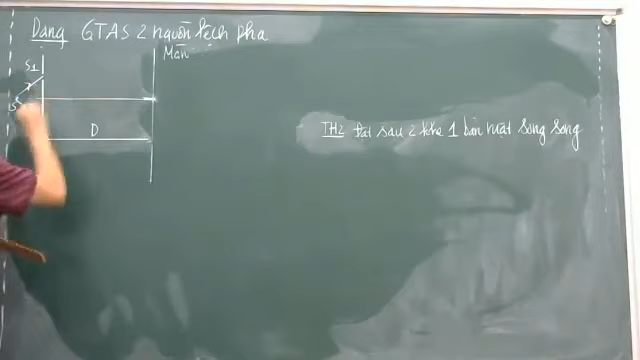 Dạng GTAS 2 nguồn lệch pha
Màn
S1
S
D
TH2 Đặt sau 2 khe 1 bản mặt song song